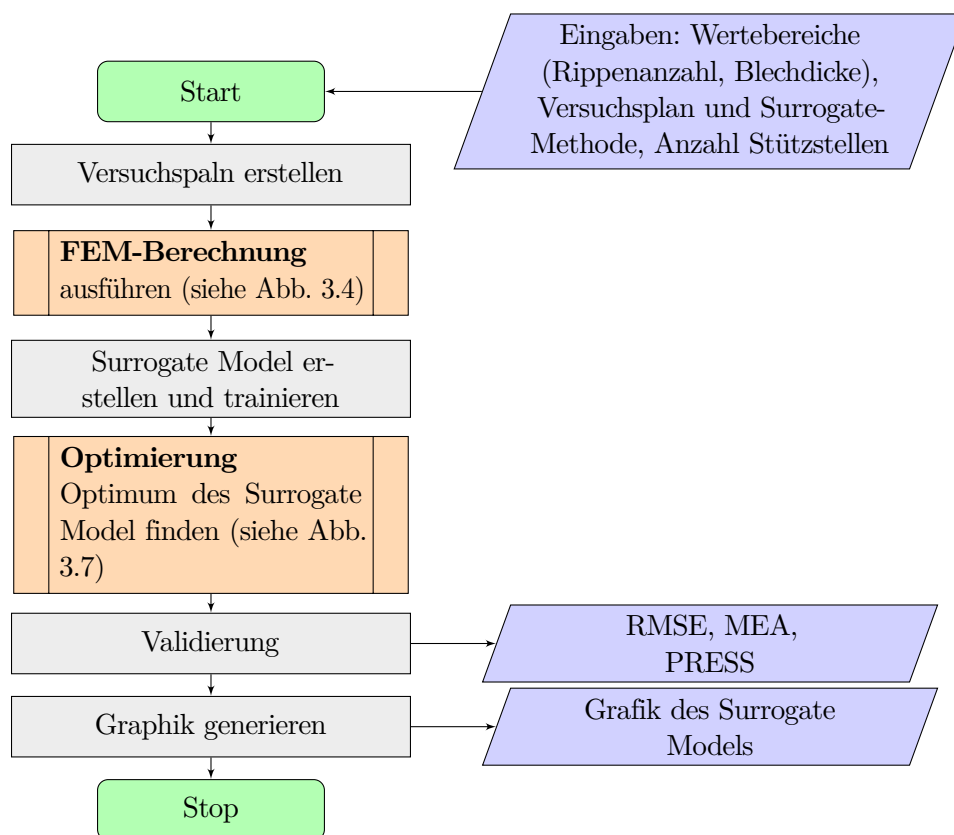 Eingaben: Wertebereiche
(Rippenanzahl, Blechdicke),
Versuchsplan und Surrogate-
Methode, Anzahl Stützstellen
Start
Versuchspaln erstellen
FEM-Berechnung
ausführen (siehe Abb. 3.4)
Surrogate Model er-
stellen und trainieren
Optimierung
Optimum des Surrogate
Model finden (siehe Abb.
3.7)
Validierung
RMSE, MEA,
PRESS
Graphik generieren
Grafik des Surrogate
Models
Stop